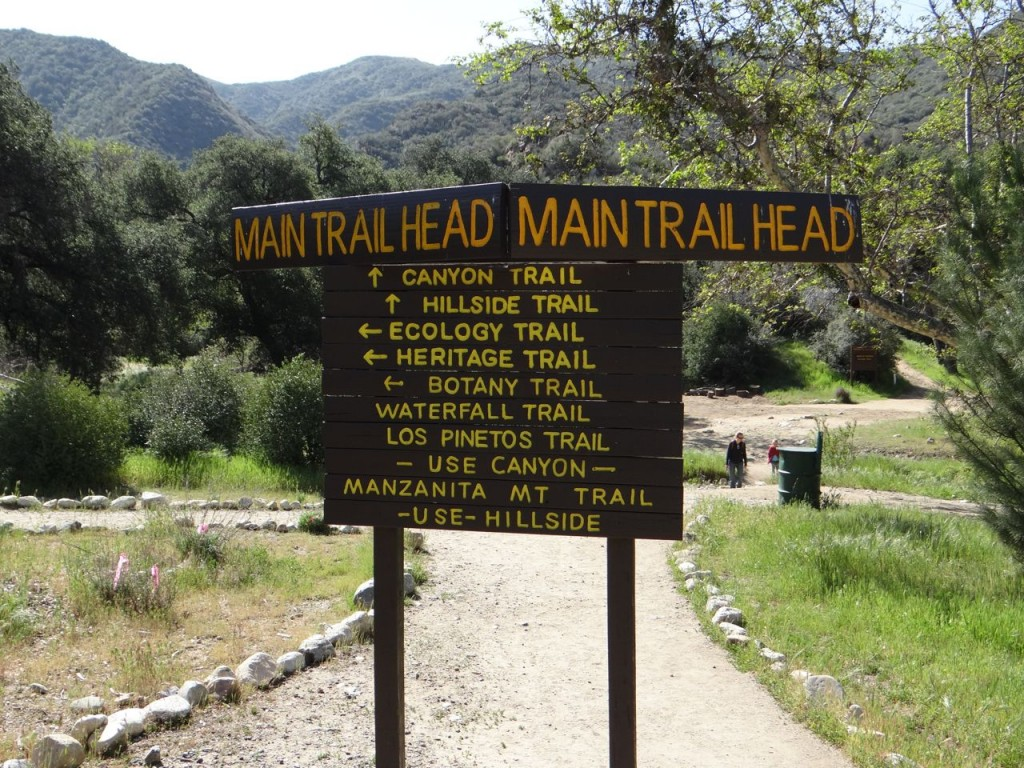 MAIN TRAIL HEAD MAIN TRAIL HEAD
↑ CANYON TRAIL
↑ HILLSIDE TRAIL
← ECOLOGY TRAIL
← HERITAGE TRAIL
← BOTANY TRAIL
WATERFALL TRAIL
LOS PINETOS TRAIL
— USE CANYON —
MANZANITA MT TRAIL
-USE-HILLSIDE